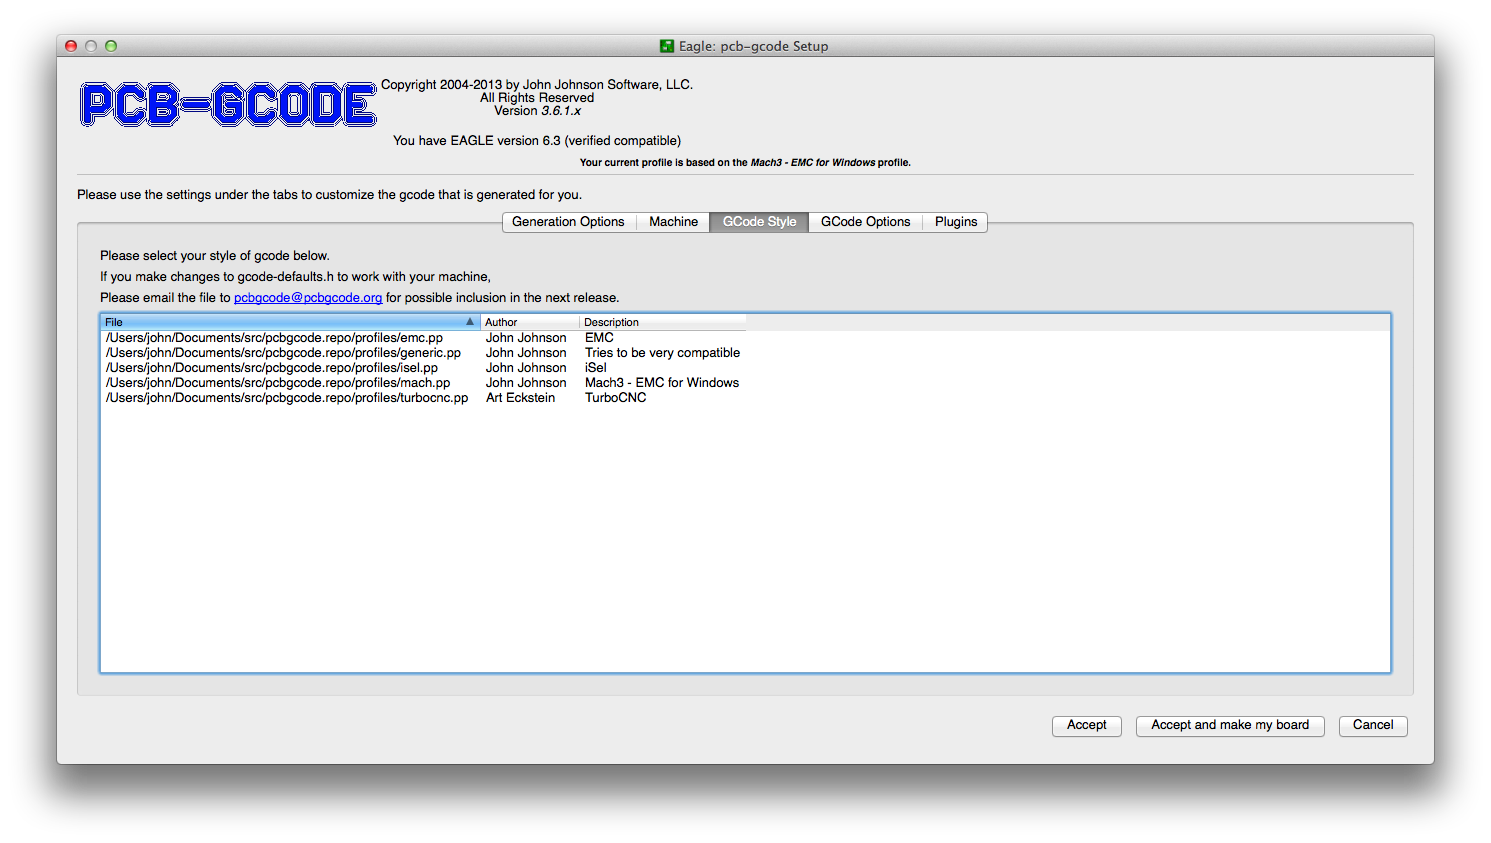 Eagle: pcb-gcode Setup
PCB-GCODE
Copyright 2004-2013 by John Johnson Software, LLC.
All Rights Reserved
Version 3.6.1.x
You have EAGLE version 6.3 (verified compatible)
Your current profile is based on the Mach3 - EMC for Windows profile.
Please use the settings under the tabs to customize the gcode that is generated for you.
Generation Options Machine GCode Style GCode Options Plugins
Please select your style of gcode below.
If you make changes to gcode-defaults.h to work with your machine,
Please email the file to pcbgcode@pcbgcode.org for possible inclusion in the next release.
File Author Description
/Users/john/Documents/src/pcbgcode.repo/profiles/emc.pp John Johnson EMC
/Users/john/Documents/src/pcbgcode.repo/profiles/generic.pp John Johnson Tries to be very compatible
/Users/john/Documents/src/pcbgcode.repo/profiles/isel.pp John Johnson iSel
/Users/john/Documents/src/pcbgcode.repo/profiles/mach.pp John Johnson Mach3 - EMC for Windows
/Users/john/Documents/src/pcbgcode.repo/profiles/turbocnc.pp Art Eckstein TurboCNC
Accept Accept and make my board Cancel